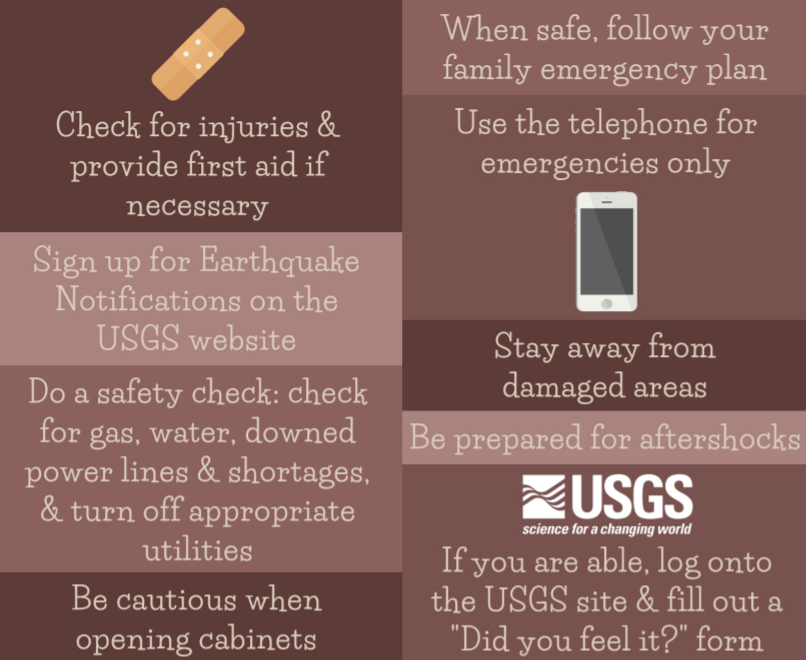 Check for injuries &
provide first aid if
necessary
Sign up for Earthquake
Notifications on the
USGS website
Do a safety check: check
for gas, water, downed
power lines & shortages,
& turn off appropriate
utilities
Be cautious when
opening cabinets
When safe, follow your
family emergency plan
Use the telephone for
emergencies only
Stay away from
damaged areas
Be prepared for aftershocks
USGS
science for a changing world
If you are able, log onto
the USGS site & fill out a
"Did you feel it?" form